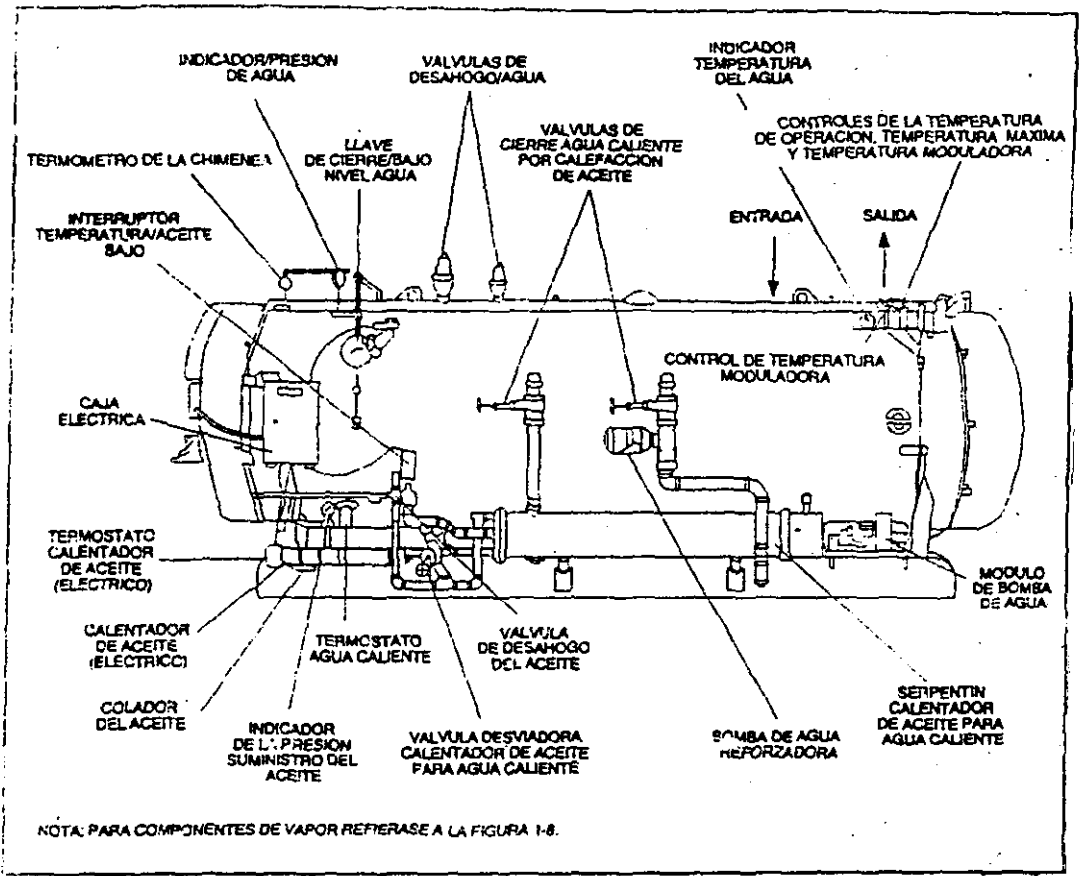 INDICADOR/PRESION
DE AGUA
VALVULAS DE
DESAHOGO/AGUA
INDICADOR
TEMPERATURA
DEL AGUA
CONTROLES DE LA TEMPERATURA
DE OPERACION, TEMPERATURA MAXIMA
Y TEMPERATURA MODULADORA
TERMOMETRO DE LA CHIMENEA
LLAVE
DE CIERRE/BAJO
NIVEL AGUA
VALVULAS DE
CIERRE AGUA CALIENTE
POR CALEFACCION
DE ACEITE
INTERRUPTOR
TEMPERATURA/ACEITE
BAJO
ENTRADA
SALIDA
CONTROL DE TEMPERATURA
MODULADORA
CAJA
ELECTRICA
TERMOSTATO
CALENTADOR
DE ACEITE
(ELECTRICO)
MODULO
DE BOMBA
DE AGUA
CALENTADOR
DE ACEITE
(ELECTRICO)
TERMOSTATO
AGUA CALIENTE
VALVULA
DE DESAHOGO
DEL ACEITE
COLADOR
DEL ACEITE
INDICADOR
DE LA PRESION
SUMINISTRO DEL
ACEITE
VALVULA DESVIADORA
CALENTADOR DE ACEITE
PARA AGUA CALIENTE
BOMBA DE AGUA
REFORZADORA
SERPENTIN
CALENTADOR
DE ACEITE PARA
AGUA CALIENTE
NOTA: PARA COMPONENTES DE VAPOR REFIERASE A LA FIGURA 1-8.